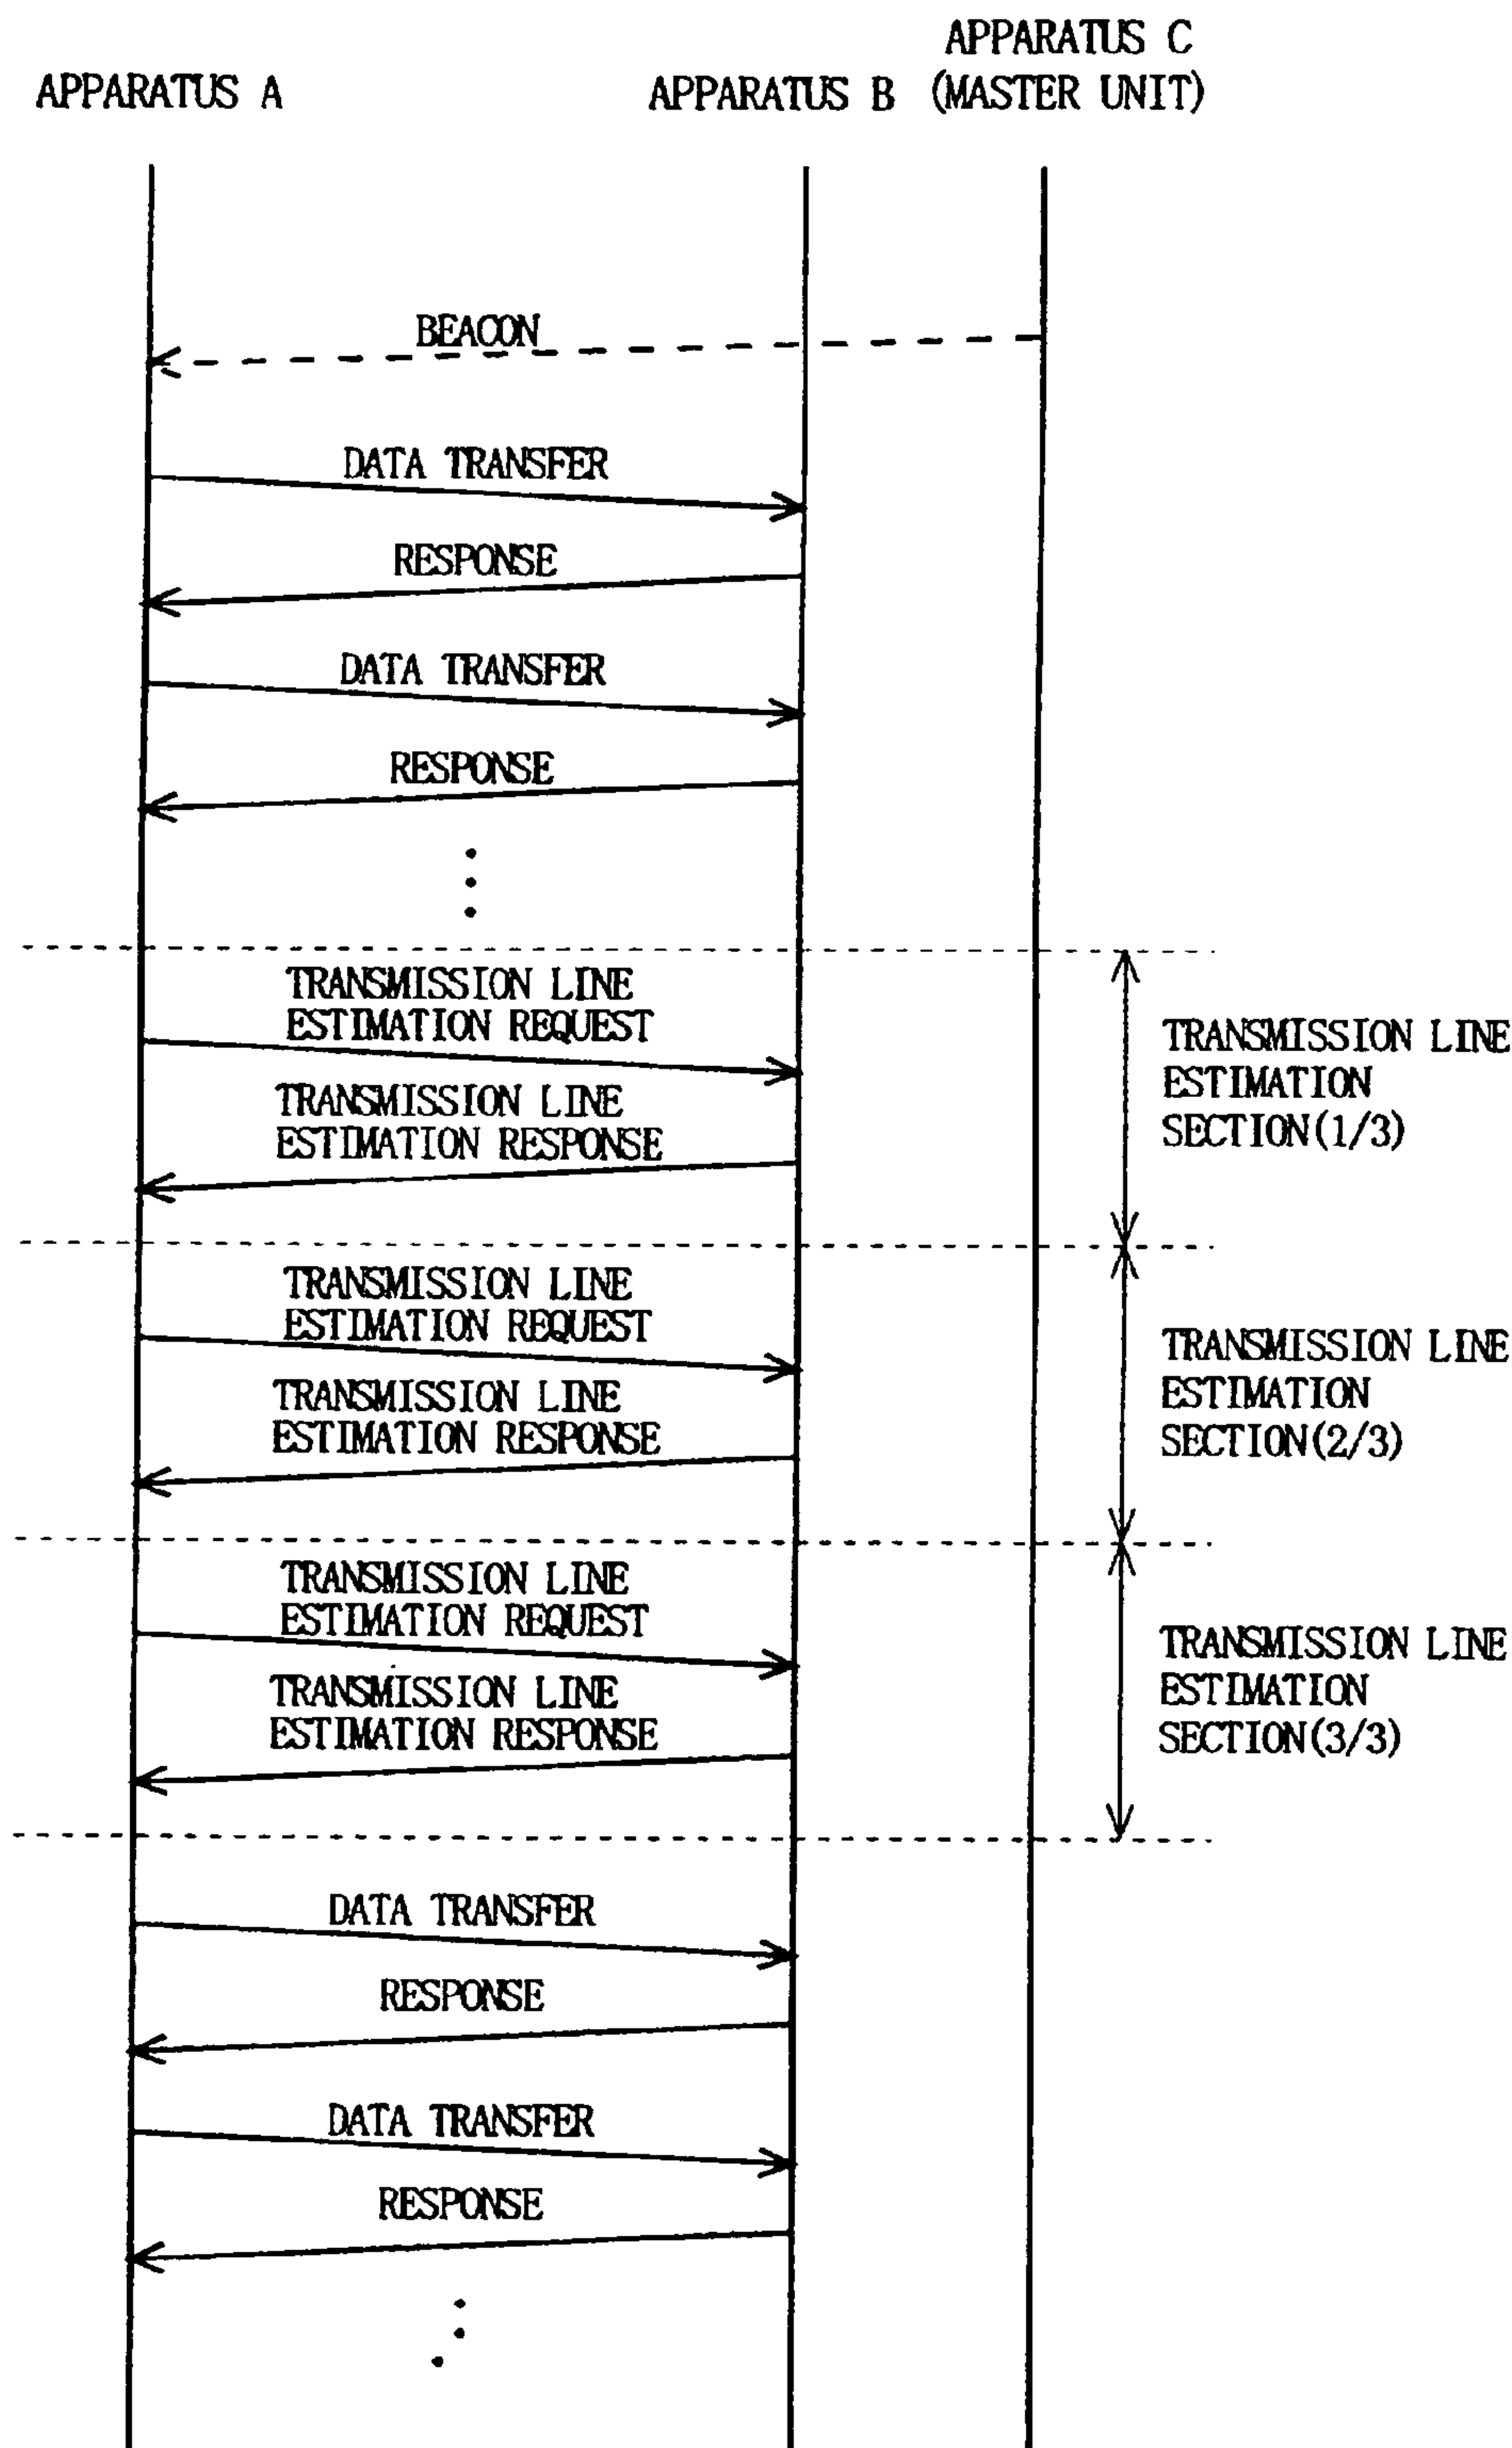 APPARATUS A
APPARATUS B
APPARATUS C
(MASTER UNIT)
BEACON
DATA TRANSFER
RESPONSE
DATA TRANSFER
RESPONSE
TRANSMISSION LINE
ESTIMATION REQUEST
TRANSMISSION LINE
ESTIMATION RESPONSE
TRANSMISSION LINE
ESTIMATION
SECTION(1/3)
TRANSMISSION LINE
ESTIMATION REQUEST
TRANSMISSION LINE
ESTIMATION RESPONSE
TRANSMISSION LINE
ESTIMATION
SECTION(2/3)
TRANSMISSION LINE
ESTIMATION REQUEST
TRANSMISSION LINE
ESTIMATION RESPONSE
TRANSMISSION LINE
ESTIMATION
SECTION(3/3)
DATA TRANSFER
RESPONSE
DATA TRANSFER
RESPONSE